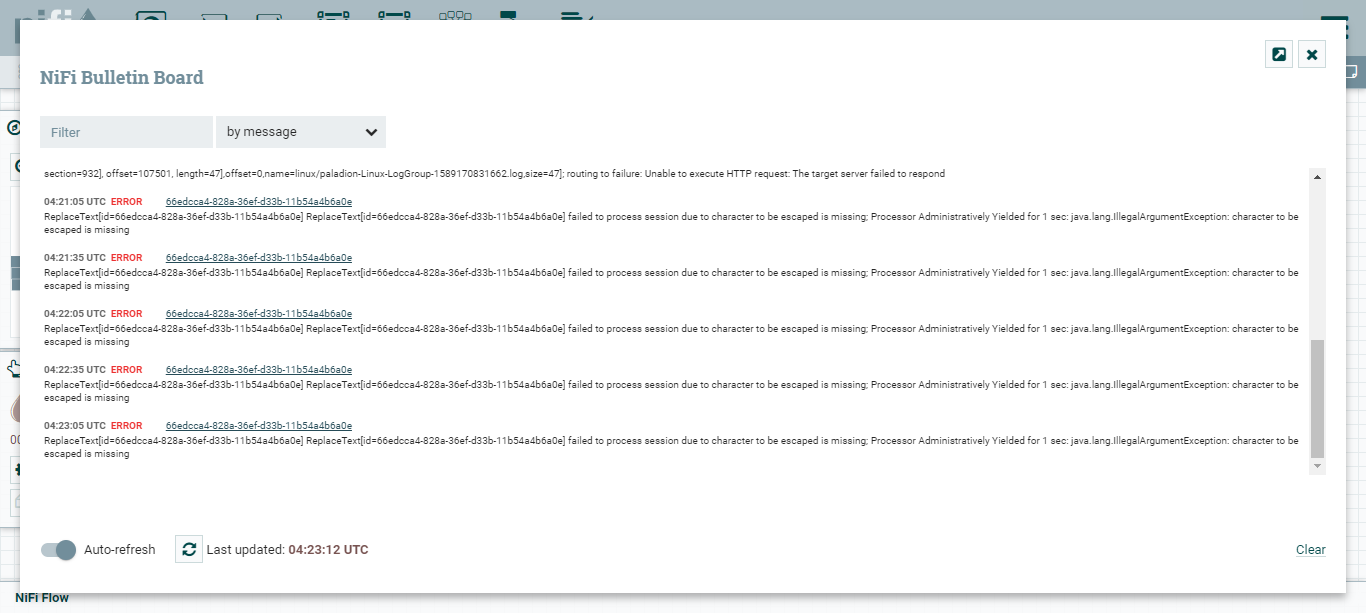 NiFi Bulletin Board
Filter
by message
section=932], offset=107501, length=47],offset=0,name=linux/paladion-Linux-LogGroup-1589170831662.log,size=47]; routing to failure: Unable to execute HTTP request: The target server failed to respond
04:21:05 UTC ERROR 66edcca4-828a-36ef-d33b-11b54a4b6a0e
ReplaceText[id=66edcca4-828a-36ef-d33b-11b54a4b6a0e] ReplaceText[id=66edcca4-828a-36ef-d33b-11b54a4b6a0e] failed to process session due to character to be escaped is missing; Processor Administratively Yielded for 1 sec: java.lang.IllegalArgumentException: character to be
escaped is missing
04:21:35 UTC ERROR 66edcca4-828a-36ef-d33b-11b54a4b6a0e
ReplaceText[id=66edcca4-828a-36ef-d33b-11b54a4b6a0e] ReplaceText[id=66edcca4-828a-36ef-d33b-11b54a4b6a0e] failed to process session due to character to be escaped is missing; Processor Administratively Yielded for 1 sec: java.lang.IllegalArgumentException: character to be
escaped is missing
04:22:05 UTC ERROR 66edcca4-828a-36ef-d33b-11b54a4b6a0e
ReplaceText[id=66edcca4-828a-36ef-d33b-11b54a4b6a0e] ReplaceText[id=66edcca4-828a-36ef-d33b-11b54a4b6a0e] failed to process session due to character to be escaped is missing; Processor Administratively Yielded for 1 sec: java.lang.IllegalArgumentException: character to be
escaped is missing
04:22:35 UTC ERROR 66edcca4-828a-36ef-d33b-11b54a4b6a0e
ReplaceText[id=66edcca4-828a-36ef-d33b-11b54a4b6a0e] ReplaceText[id=66edcca4-828a-36ef-d33b-11b54a4b6a0e] failed to process session due to character to be escaped is missing; Processor Administratively Yielded for 1 sec: java.lang.IllegalArgumentException: character to be
escaped is missing
04:23:05 UTC ERROR 66edcca4-828a-36ef-d33b-11b54a4b6a0e
ReplaceText[id=66edcca4-828a-36ef-d33b-11b54a4b6a0e] ReplaceText[id=66edcca4-828a-36ef-d33b-11b54a4b6a0e] failed to process session due to character to be escaped is missing; Processor Administratively Yielded for 1 sec: java.lang.IllegalArgumentException: character to be
escaped is missing
Auto-refresh
Last updated: 04:23:12 UTC
Clear
NiFi Flow